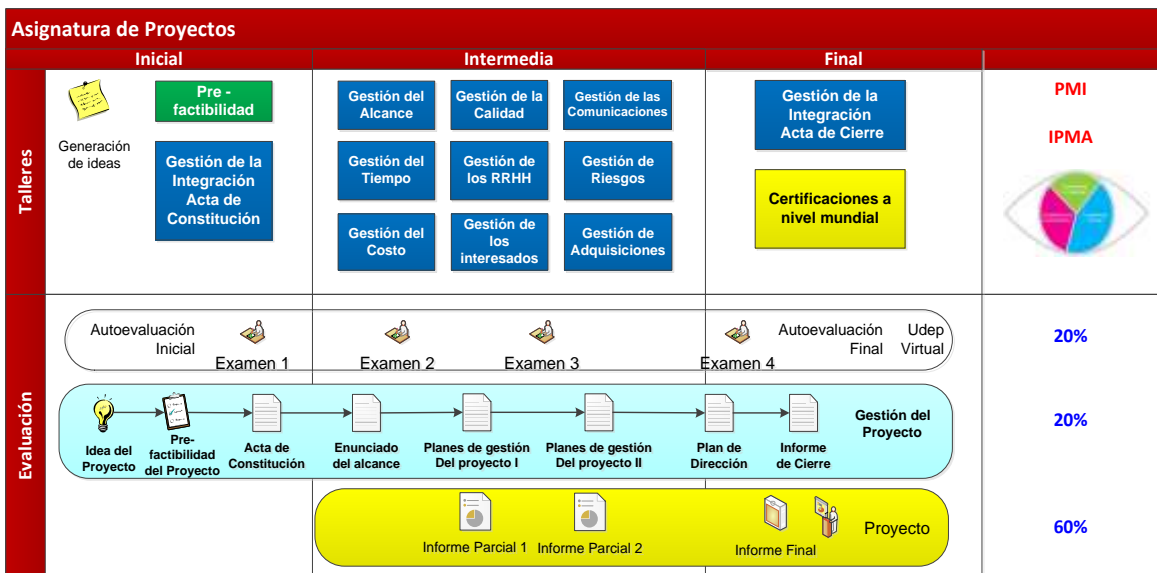 Asignatura de Proyectos
Inicial
Intermedia
Final
Talleres
Generación
de ideas
Pre -
factibilidad
Gestión de la
Integración
Acta de
Constitución
Gestión del
Alcance
Gestión de la
Calidad
Gestión de las
Comunicaciones
Gestión del
Tiempo
Gestión de
los RRHH
Gestión de
Riesgos
Gestión del
Costo
Gestión de
los
interesados
Gestión de
Adquisiciones
Gestión de la
Integración
Acta de Cierre
Certificaciones a
nivel mundial
PMI
IPMA
Evaluación
Autoevaluación
Inicial
Examen 1
Examen 2
Examen 3
Examen 4
Autoevaluación
Final
Udep
Virtual
20%
Idea del
Proyecto
Pre-
factibilidad
del Proyecto
Acta de
Constitución
Enunciado
del alcance
Planes de gestión
Del proyecto I
Planes de gestión
Del proyecto II
Plan de
Dirección
Informe
de Cierre
Gestión del
Proyecto
20%
Informe Parcial 1
Informe Parcial 2
Informe Final
Proyecto
60%